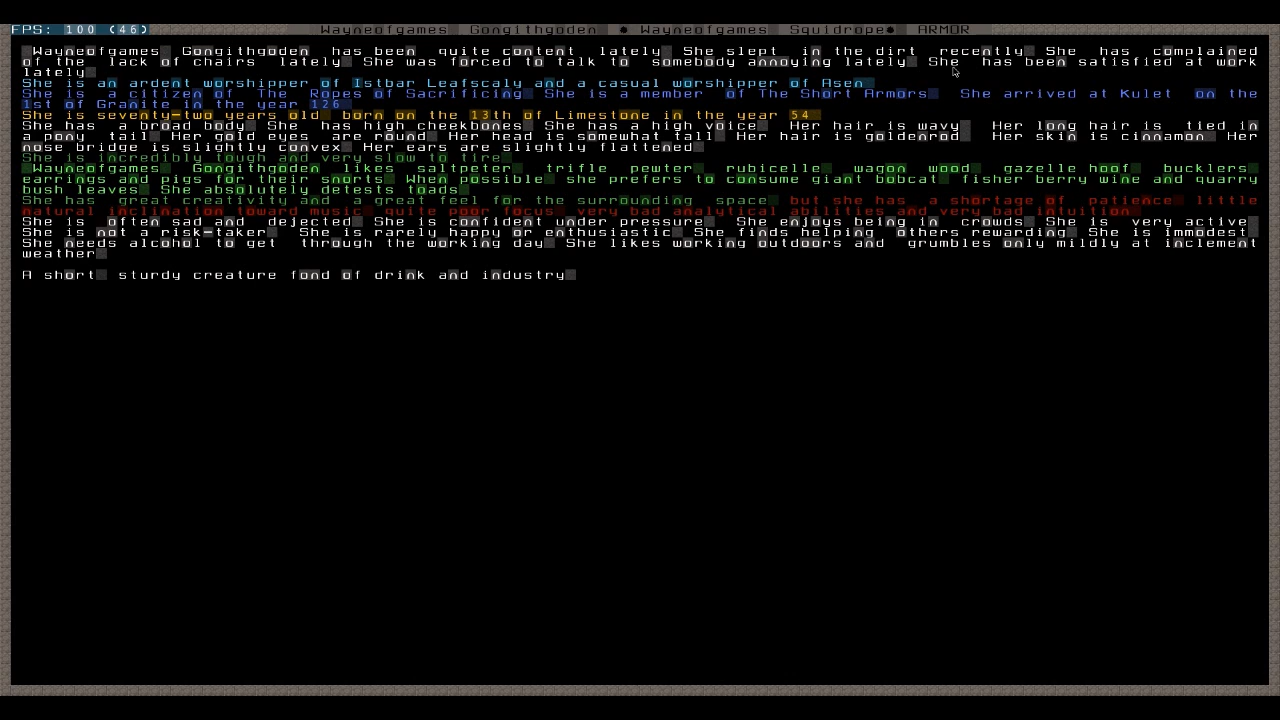 FPS: 100 (46) Wayneofgames Gongithgoden Wayneofgames Squidrope ARMOR
Wayneofgames Gongithgoden has been quite content lately She slept in the dirt recently She has complained
of the lack of chairs lately She was forced to talk to somebody annoying lately She has been satisfied at work
lately
She is an ardent worshipper of Istbar Leafscaly and a casual worshipper of Asen
She is a citizen of The Ropes of Sacrificing She is a member of The Short Armors She arrived at Kulet on the
1st of Granite in the year 126
She is seventy-two years old born on the 13th of Limestone in the year 54
She has a broad body She has high cheekbones She has a high voice Her hair is wavy Her long hair is tied in
a pony tail Her gold eyes are round Her head is somewhat tall Her hair is goldenrod Her skin is cinnamon Her
nose bridge is slightly convex Her ears are slightly flattened
She is incredibly tough and very slow to tire
Wayneofgames Gongithgoden likes saltpeter trifle pewter rubicelle wagon wood gazelle hoof bucklers
earrings and pigs for their snorts When possible she prefers to consume giant bobcat fisher berry wine and quarry
bush leaves She absolutely detests toads
She has great creativity and a great feel for the surrounding space but she has a shortage of patience little
natural inclination toward music quite poor focus very bad analytical abilities and very bad intuition
She is often sad and dejected She is confident under pressure She enjoys being in crowds She is very active
She is not a risk-taker She is rarely happy or enthusiastic She finds helping others rewarding She is immodest
She needs alcohol to get through the working day She likes working outdoors and grumbles only mildly at inclement
weather
A short sturdy creature fond of drink and industry